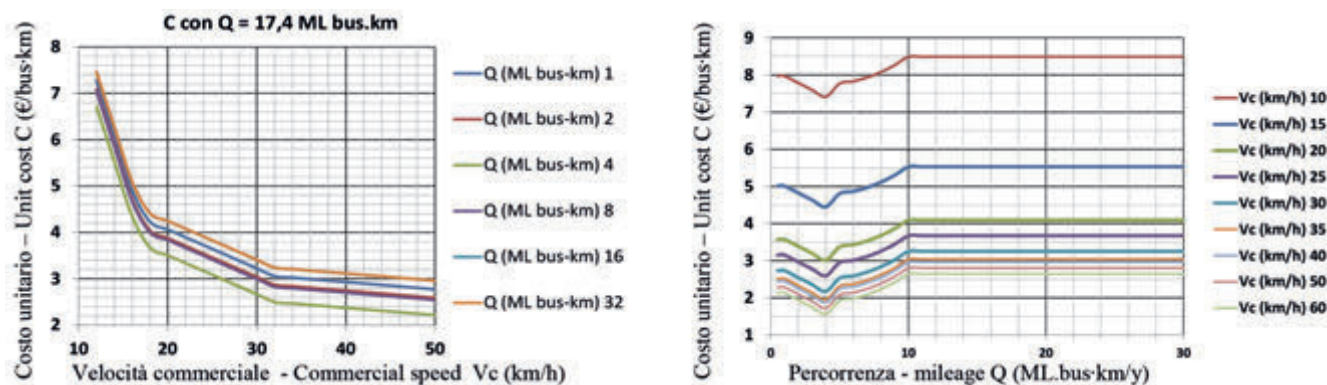 C con Q = 17,4 ML bus.km
Costo unitario – Unit cost C (€/bus·km)
8
7
6
5
4
3
2
10 20 30 40 50
Velocità commerciale - Commercial speed Vc (km/h)
Q (ML bus-km) 1
Q (ML bus-km) 2
Q (ML bus-km) 4
Q (ML bus-km) 8
Q (ML bus-km) 16
Q (ML bus-km) 32
Costo unitario – Unit cost C (€/bus·km)
9
8
7
6
5
4
3
2
1
0 10 20 30
Percorrenza - mileage Q (ML.bus·km/y)
Vc (km/h) 10
Vc (km/h) 15
Vc (km/h) 20
Vc (km/h) 25
Vc (km/h) 30
Vc (km/h) 35
Vc (km/h) 40
Vc (km/h) 50
Vc (km/h) 60